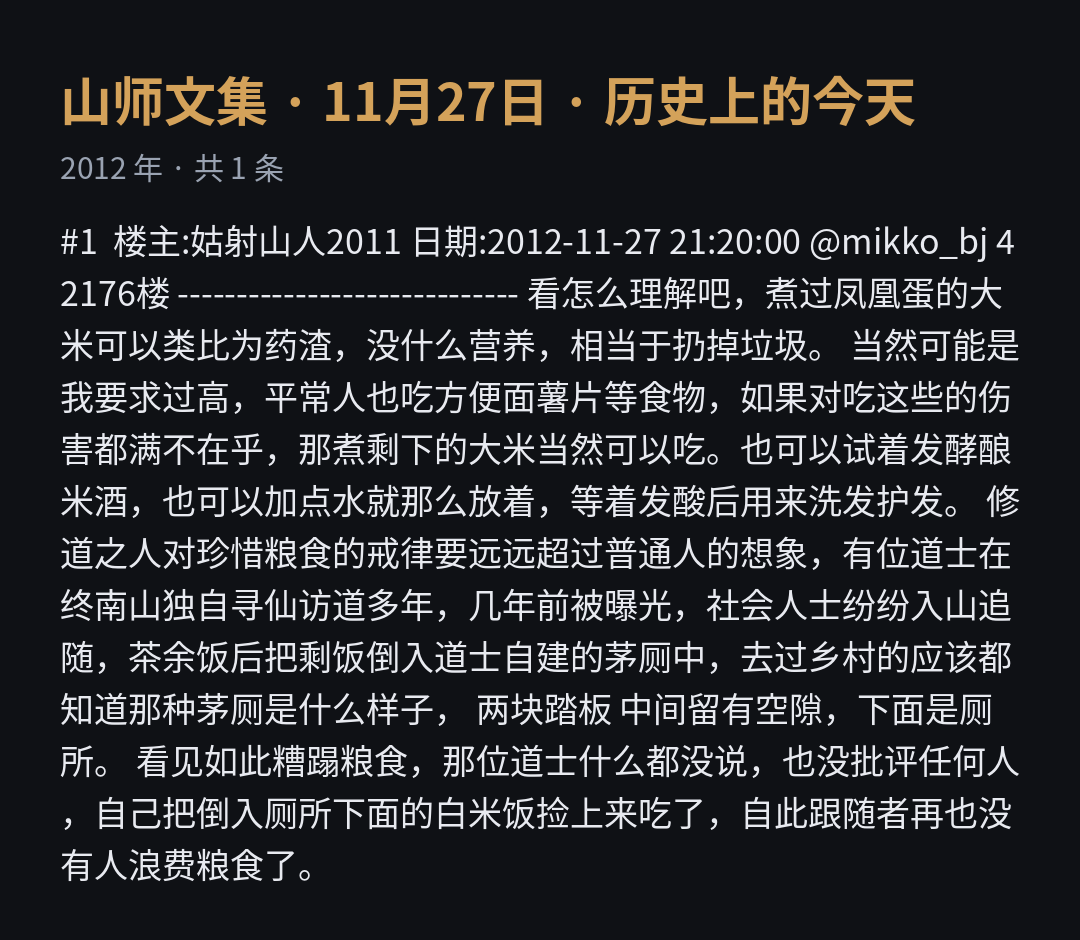 山师文集 · 11月27日 · 历史上的今天
2012 年 · 共 1 条
#1  楼主:姑射山人2011 日期:2012-11-27 21:20:00 @mikko_bj 4
2176楼 ----------------------------- 看怎么理解吧，煮过凤凰蛋的大
米可以类比为药渣，没什么营养，相当于扔掉垃圾。 当然可能是
我要求过高，平常人也吃方便面薯片等食物，如果对吃这些的伤
害都满不在乎，那煮剩下的大米当然可以吃。也可以试着发酵酿
米酒，也可以加点水就那么放着，等着发酸后用来洗发护发。 修
道之人对珍惜粮食的戒律要远远超过普通人的想象，有位道士在
终南山独自寻仙访道多年，几年前被曝光，社会人士纷纷入山追
随，茶余饭后把剩饭倒入道士自建的茅厕中，去过乡村的应该都
知道那种茅厕是什么样子， 两块踏板 中间留有空隙，下面是厕
所。 看见如此糟蹋粮食，那位道士什么都没说，也没批评任何人
，自己把倒入厕所下面的白米饭捡上来吃了，自此跟随者再也没
有人浪费粮食了。